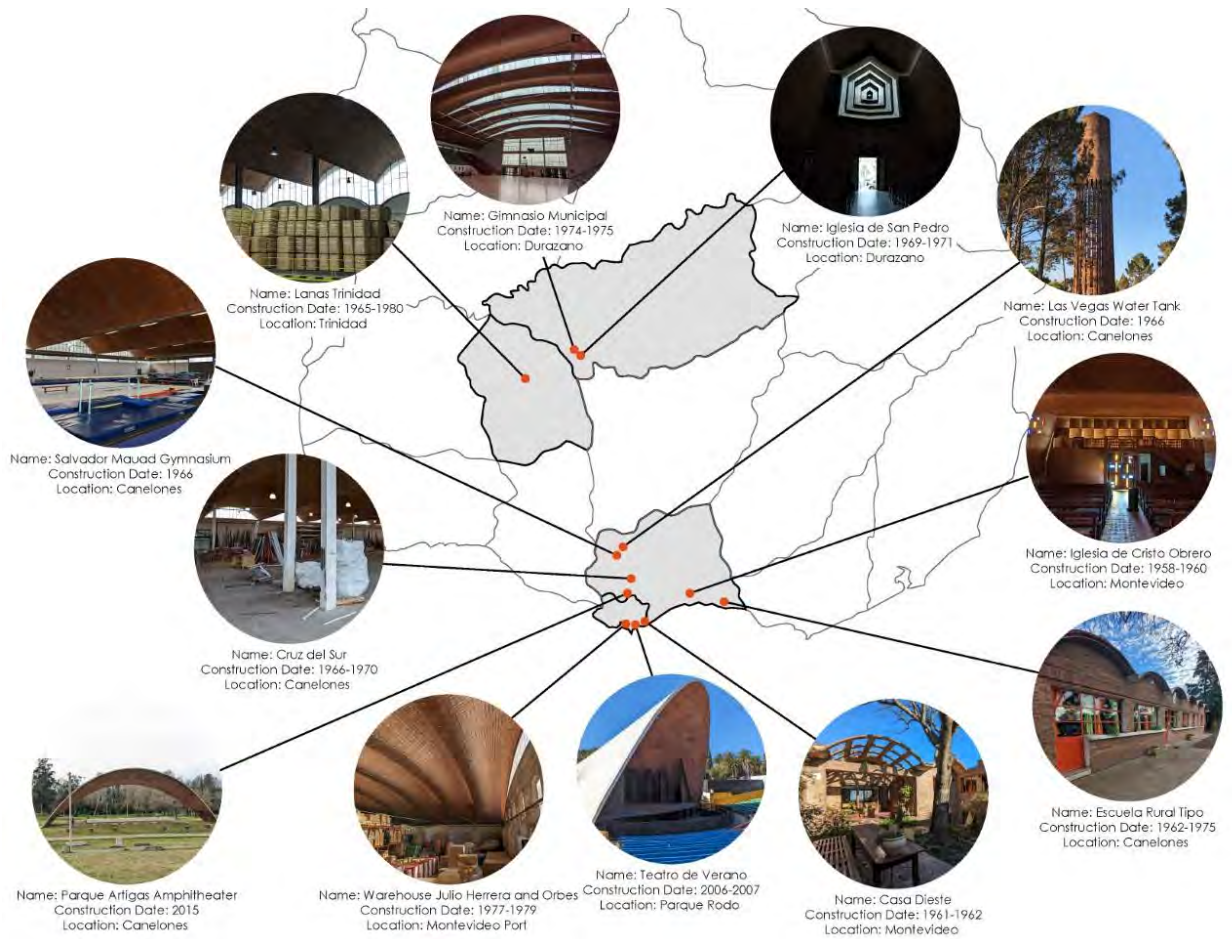 Name: Gimnasio Municipal
Construction Date: 1974-1975
Location: Durazano
Name: Iglesia de San Pedro
Construction Date: 1969-1971
Location: Durazano
Name: Lanas Trinidad
Construction Date: 1965-1980
Location: Trinidad
Name: Las Vegas Water Tank
Construction Date: 1966
Location: Canelones
Name: Salvador Mauad Gymnasium
Construction Date: 1966
Location: Canelones
Name: Iglesia de Cristo Obrero
Construction Date: 1958-1960
Location: Montevideo
Name: Cruz del Sur
Construction Date: 1966-1970
Location: Canelones
Name: Escuela Rural Tipo
Construction Date: 1962-1975
Location: Canelones
Name: Parque Artigas Amphitheater
Construction Date: 2015
Location: Canelones
Name: Warehouse Julio Herrera and Orbes
Construction Date: 1977-1979
Location: Montevideo Port
Name: Teatro de Verano
Construction Date: 2006-2007
Location: Parque Rodo
Name: Casa Dieste
Construction Date: 1961-1962
Location: Montevideo